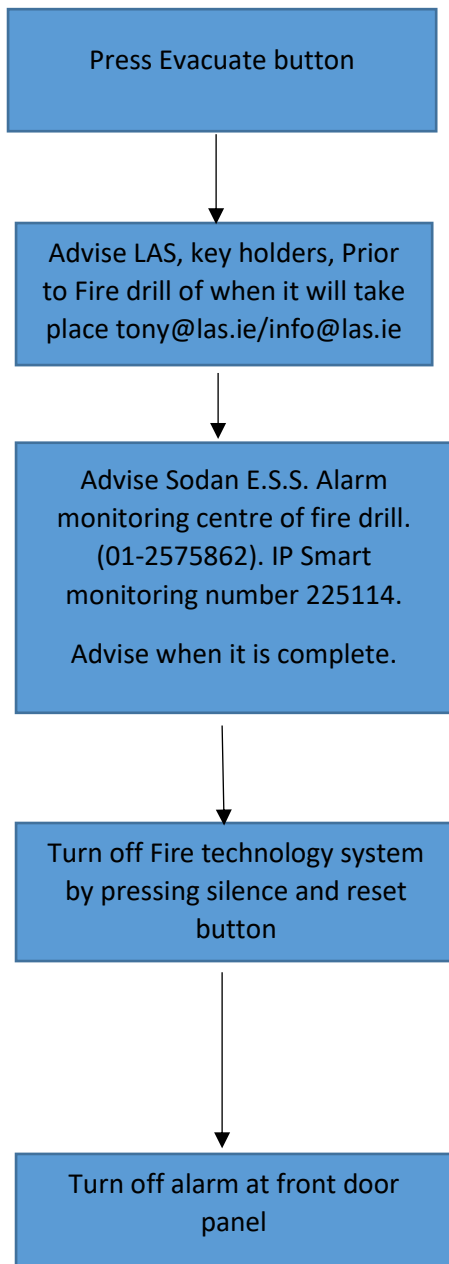 Press Evacuate button
Advise LAS, key holders, Prior
to Fire drill of when it will take
place tony@las.ie/info@las.ie
Advise Sodan E.S.S. Alarm
monitoring centre of fire drill.
(01-2575862). IP Smart
monitoring number 225114.
Advise when it is complete.
Turn off Fire technology system
by pressing silence and reset
button
Turn off alarm at front door
panel